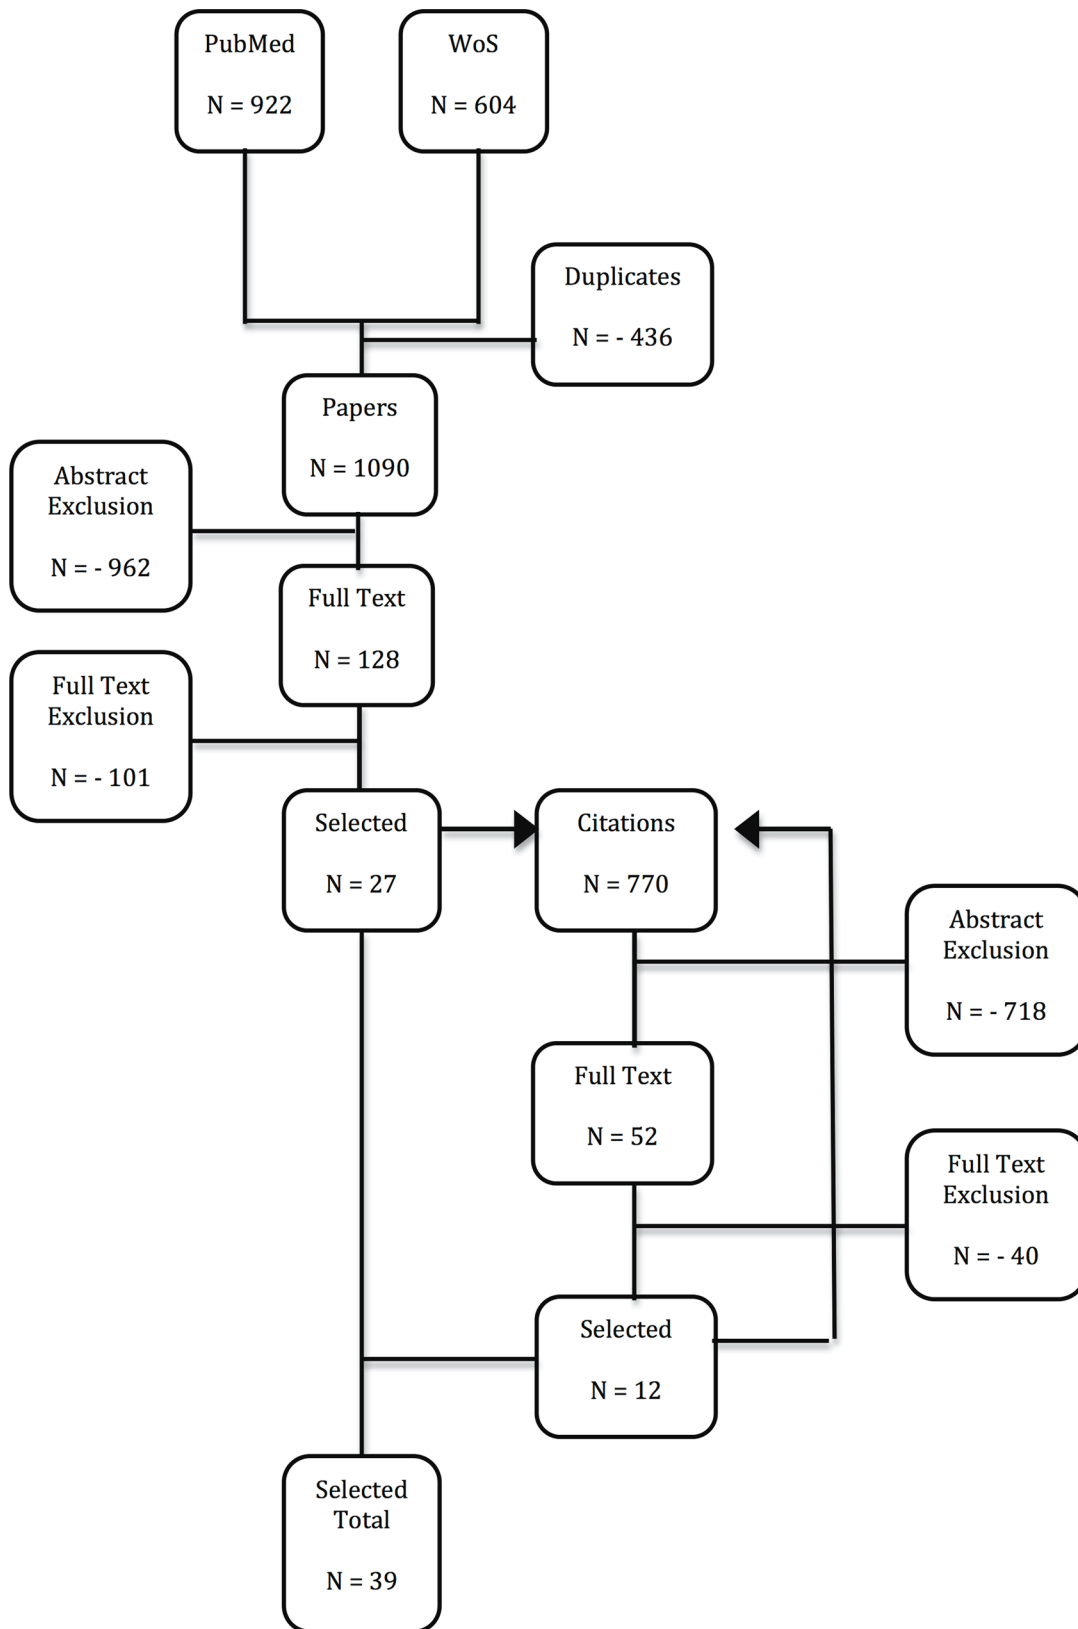 PubMed
N = 922
WoS
N = 604
Duplicates
N = - 436
Papers
N = 1090
Abstract
Exclusion
N = - 962
Full Text
N = 128
Full Text
Exclusion
N = - 101
Selected
N = 27
Citations
N = 770
Abstract
Exclusion
N = - 718
Full Text
N = 52
Full Text
Exclusion
N = - 40
Selected
N = 12
Selected
Total
N = 39